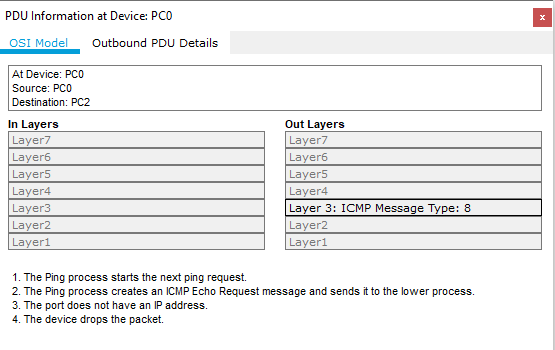 PDU Information at Device: PC0
x
OSI Model Outbound PDU Details
At Device: PC0
Source: PC0
Destination: PC2
In Layers
Layer7
Layer6
Layer5
Layer4
Layer3
Layer2
Layer1
Out Layers
Layer7
Layer6
Layer5
Layer4
Layer 3: ICMP Message Type: 8
Layer2
Layer1
1. The Ping process starts the next ping request.
2. The Ping process creates an ICMP Echo Request message and sends it to the lower process.
3. The port does not have an IP address.
4. The device drops the packet.